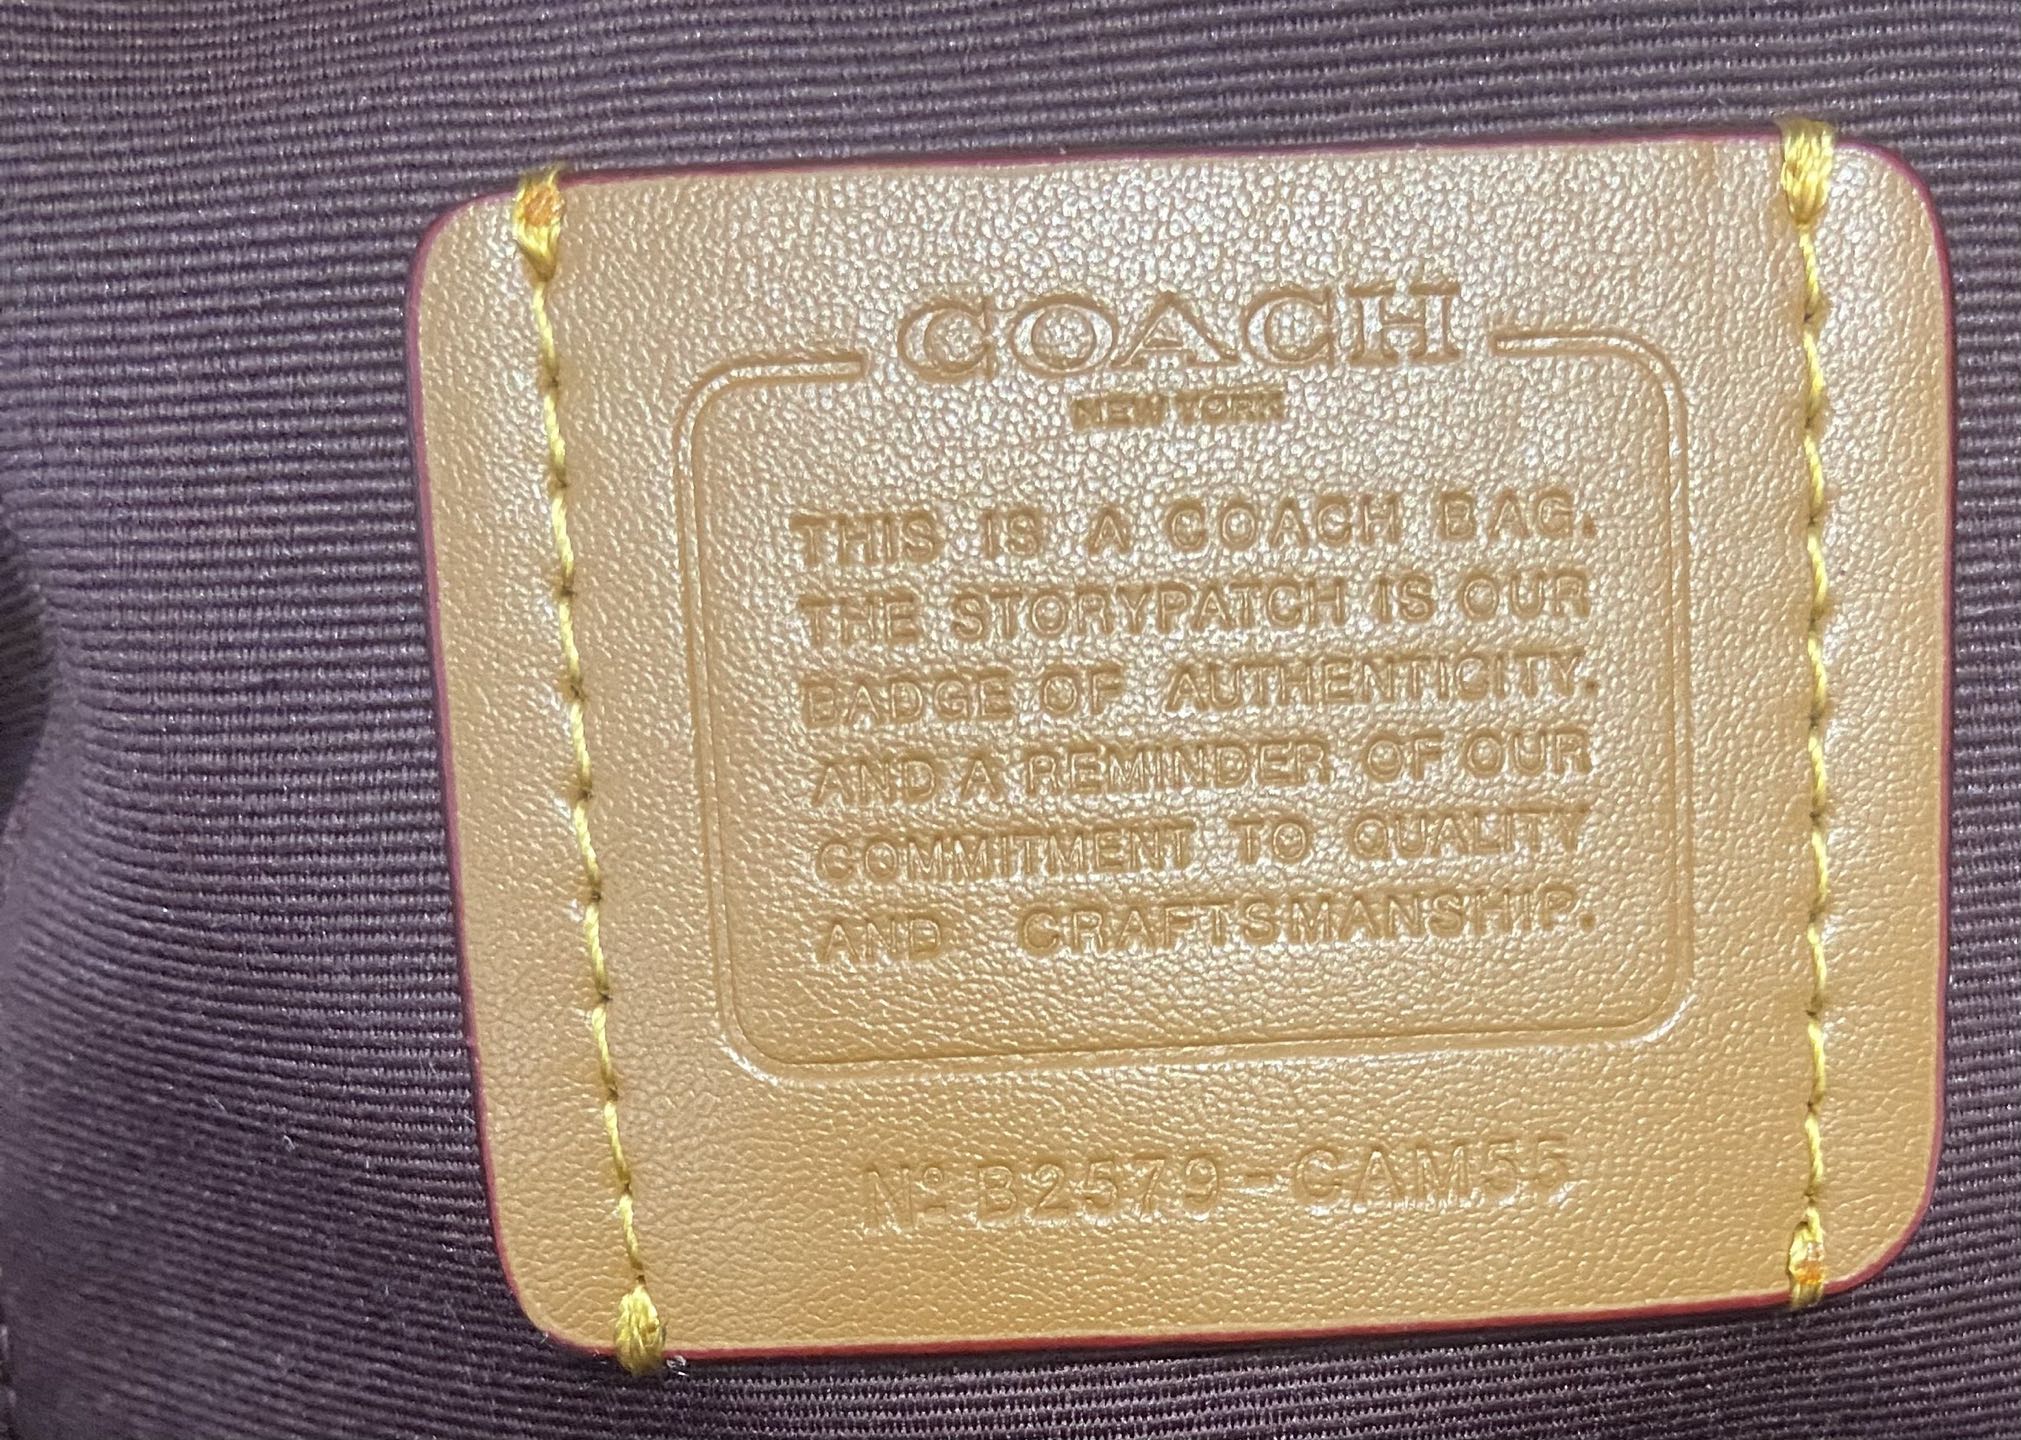 COACH
NEW YORK
THIS IS A COACH BAG.
THE STORYPATCH IS OUR
BADGE OF AUTHENTICITY.
AND A REMINDER OF OUR
COMMITMENT TO QUALITY
AND CRAFTSMANSHIP.
Nº B2579-CAM55